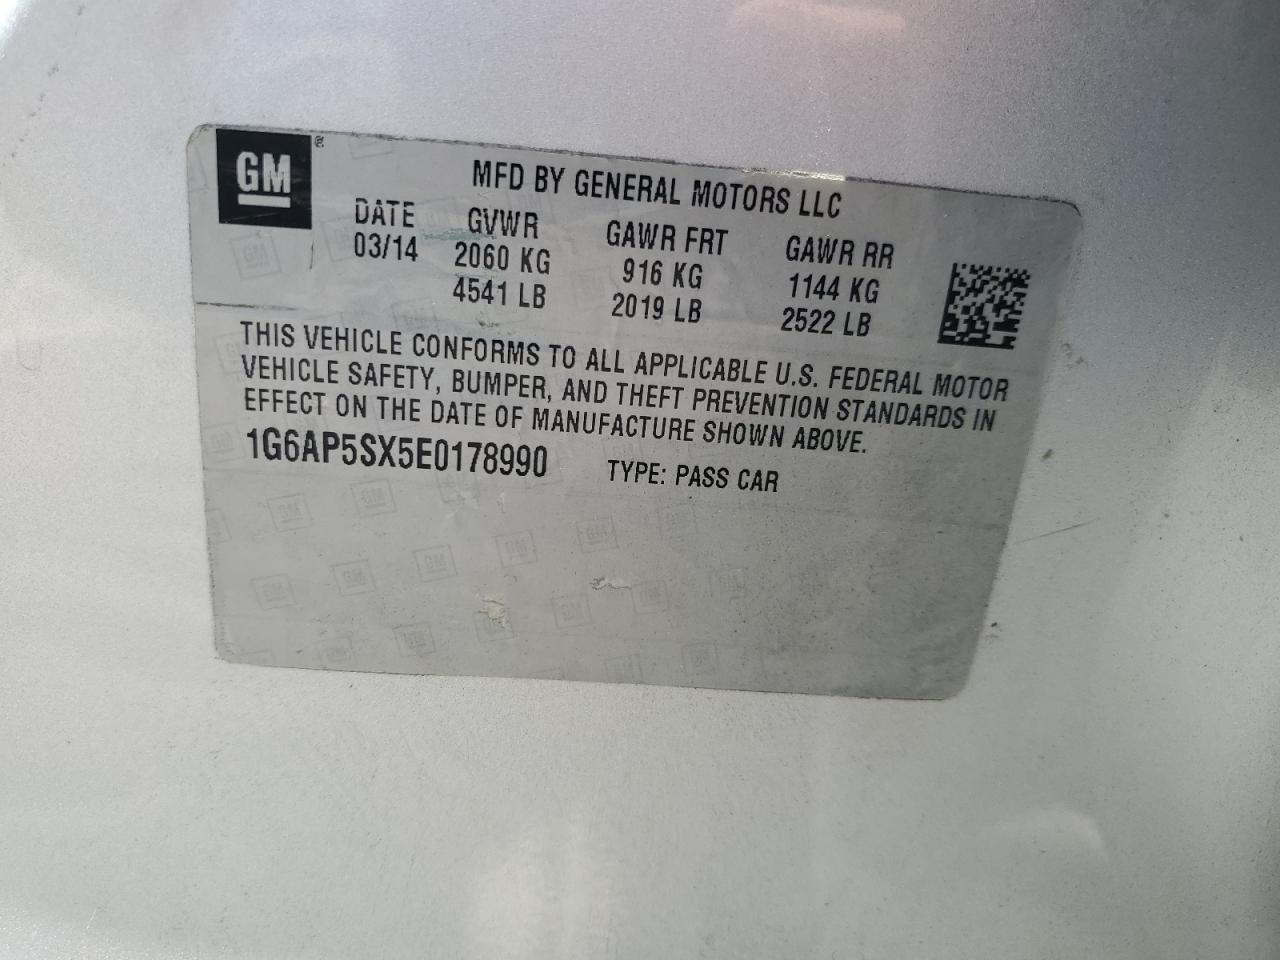 GM®
MFD BY GENERAL MOTORS LLC
DATE GVWR GAWR FRT GAWR RR
03/14 2060 KG 916 KG 1144 KG
4541 LB 2019 LB 2522 LB
THIS VEHICLE CONFORMS TO ALL APPLICABLE U.S. FEDERAL MOTOR
VEHICLE SAFETY, BUMPER, AND THEFT PREVENTION STANDARDS IN
EFFECT ON THE DATE OF MANUFACTURE SHOWN ABOVE.
1G6AP5SX5E0178990 TYPE: PASS CAR